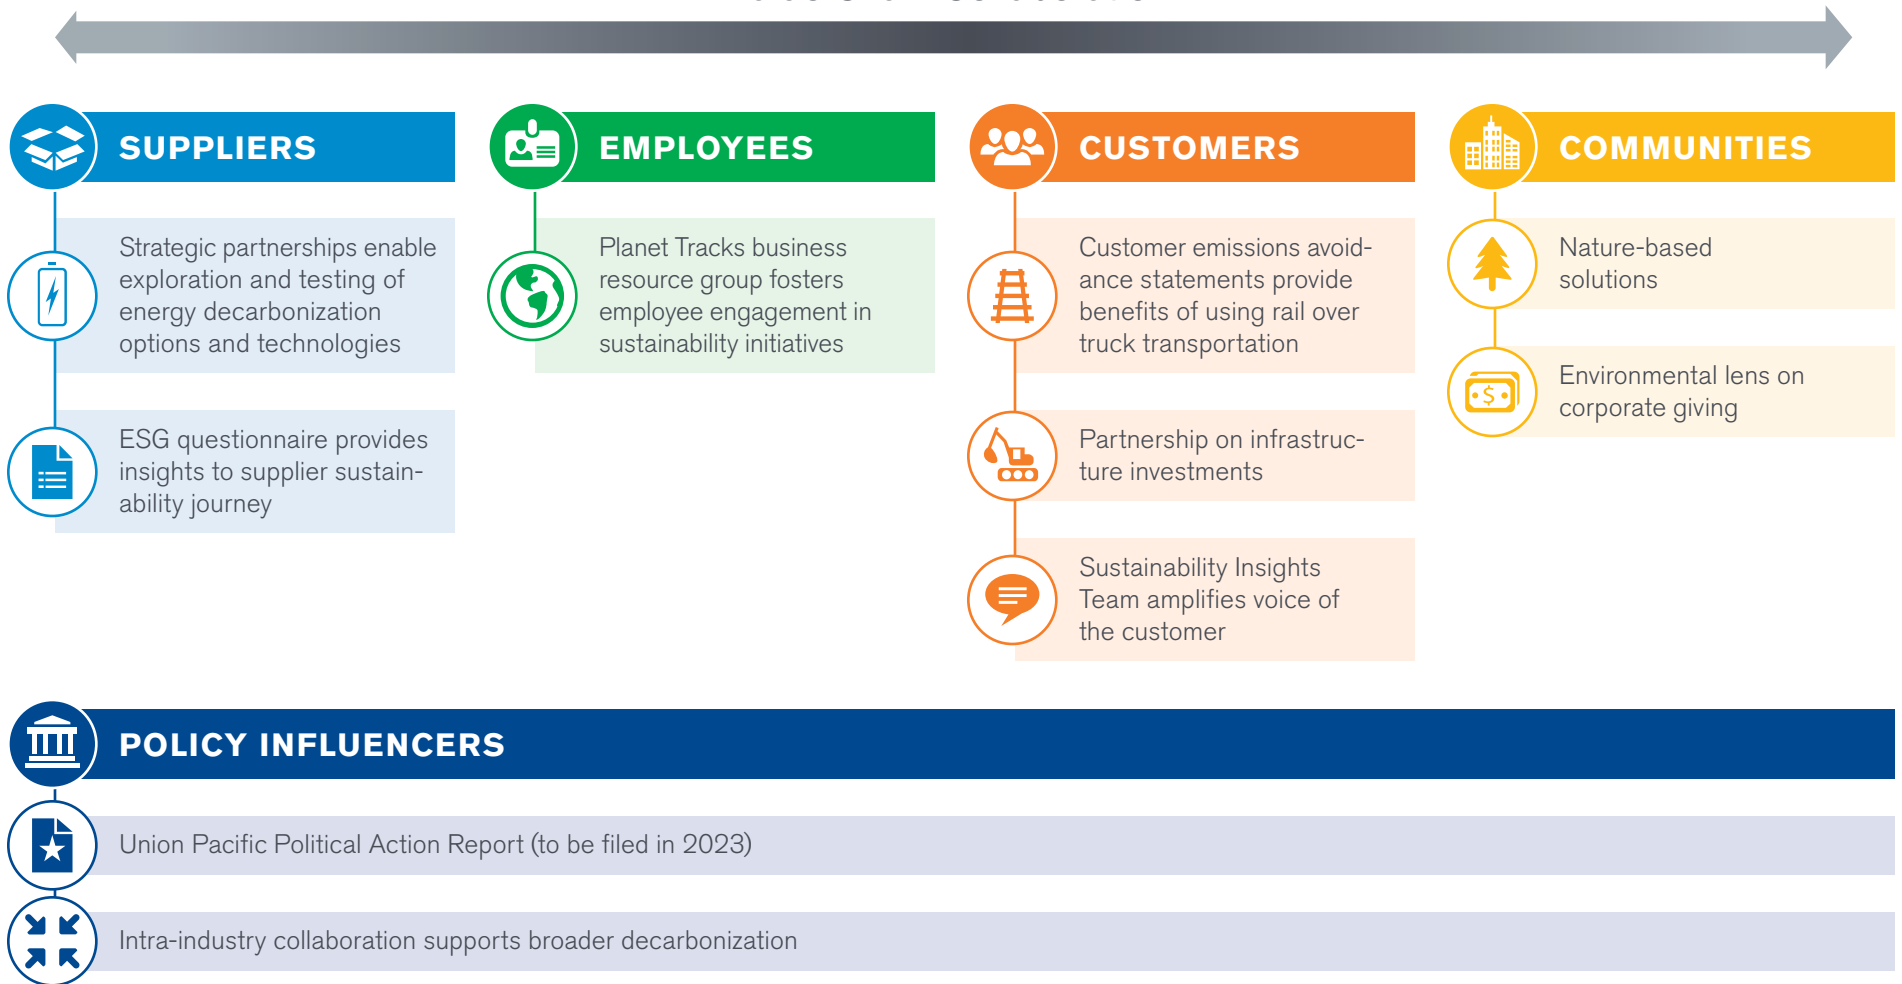 SUPPLIERS
Strategic partnerships enable
exploration and testing of
energy decarbonization
options and technologies
ESG questionnaire provides
insights to supplier sustain-
ability journey
EMPLOYEES
Planet Tracks business
resource group fosters
employee engagement in
sustainability initiatives
CUSTOMERS
Customer emissions avoid-
ance statements provide
benefits of using rail over
truck transportation
Partnership on infrastruc-
ture investments
Sustainability Insights
Team amplifies voice of
the customer
COMMUNITIES
Nature-based
solutions
$
Environmental lens on
corporate giving
POLICY INFLUENCERS
Union Pacific Political Action Report (to be filed in 2023)
Intra-industry collaboration supports broader decarbonization